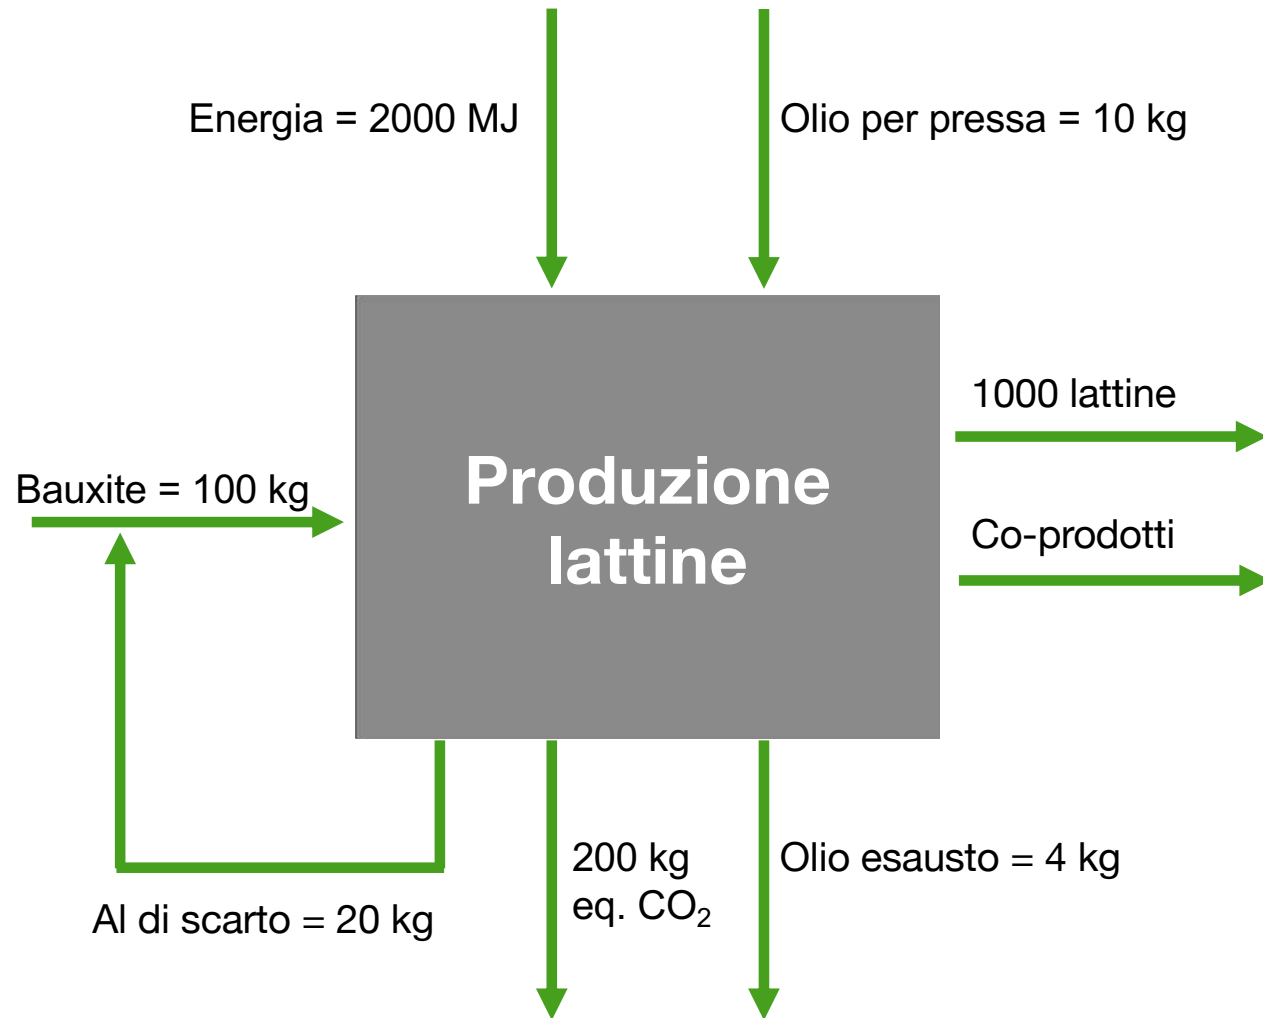 Energia = 2000 MJ
Olio per pressa = 10 kg
1000 lattine
Bauxite = 100 kg
Produzione
lattine
Co-prodotti
200 kg
eq. CO₂
Olio esausto = 4 kg
Al di scarto = 20 kg